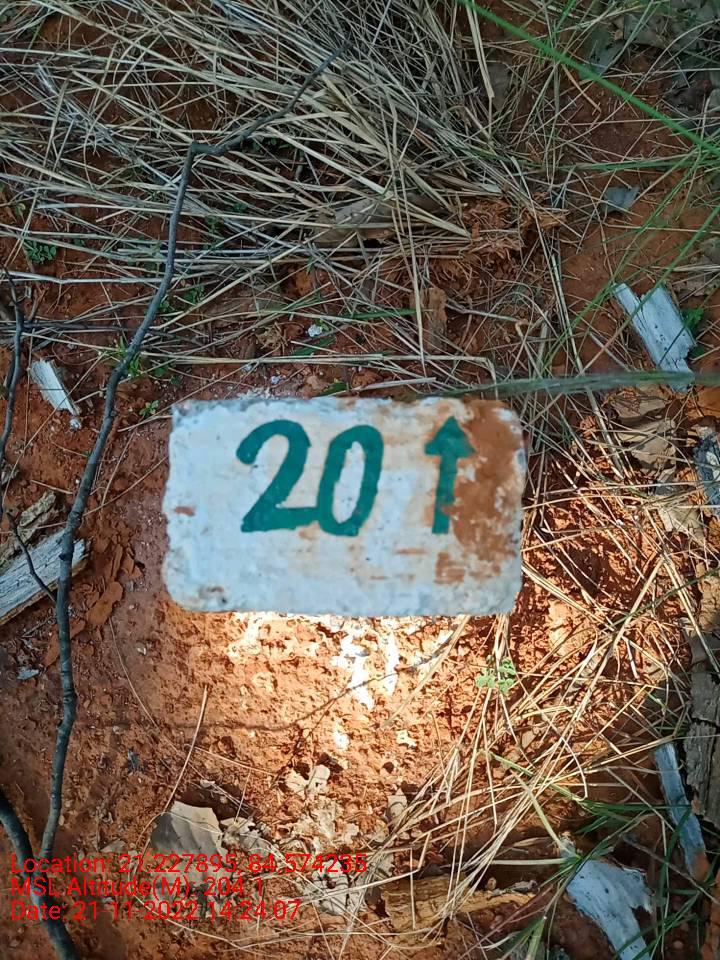 20 ↑
Location: 21.227895, 84.574235
MSL Altitude(M): 204.1
Date: 21-11-2022 14:24:07